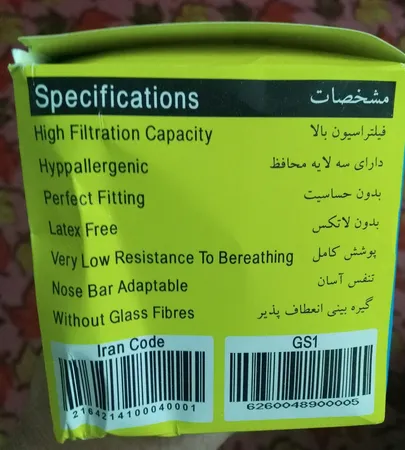 Specifications مشخصات
High Filtration Capacity فیلتراسیون بالا
Hyppallergenic دارای سه لایه محافظ
Perfect Fitting بدون حساسیت
Latex Free بدون لاتکس
Very Low Resistance To Bereathing پوشش کامل
Nose Bar Adaptable تنفس آسان
Without Glass Fibres گیره بینی انعطاف پذیر
Iran Code GS1
2164214100040001 6260048900005